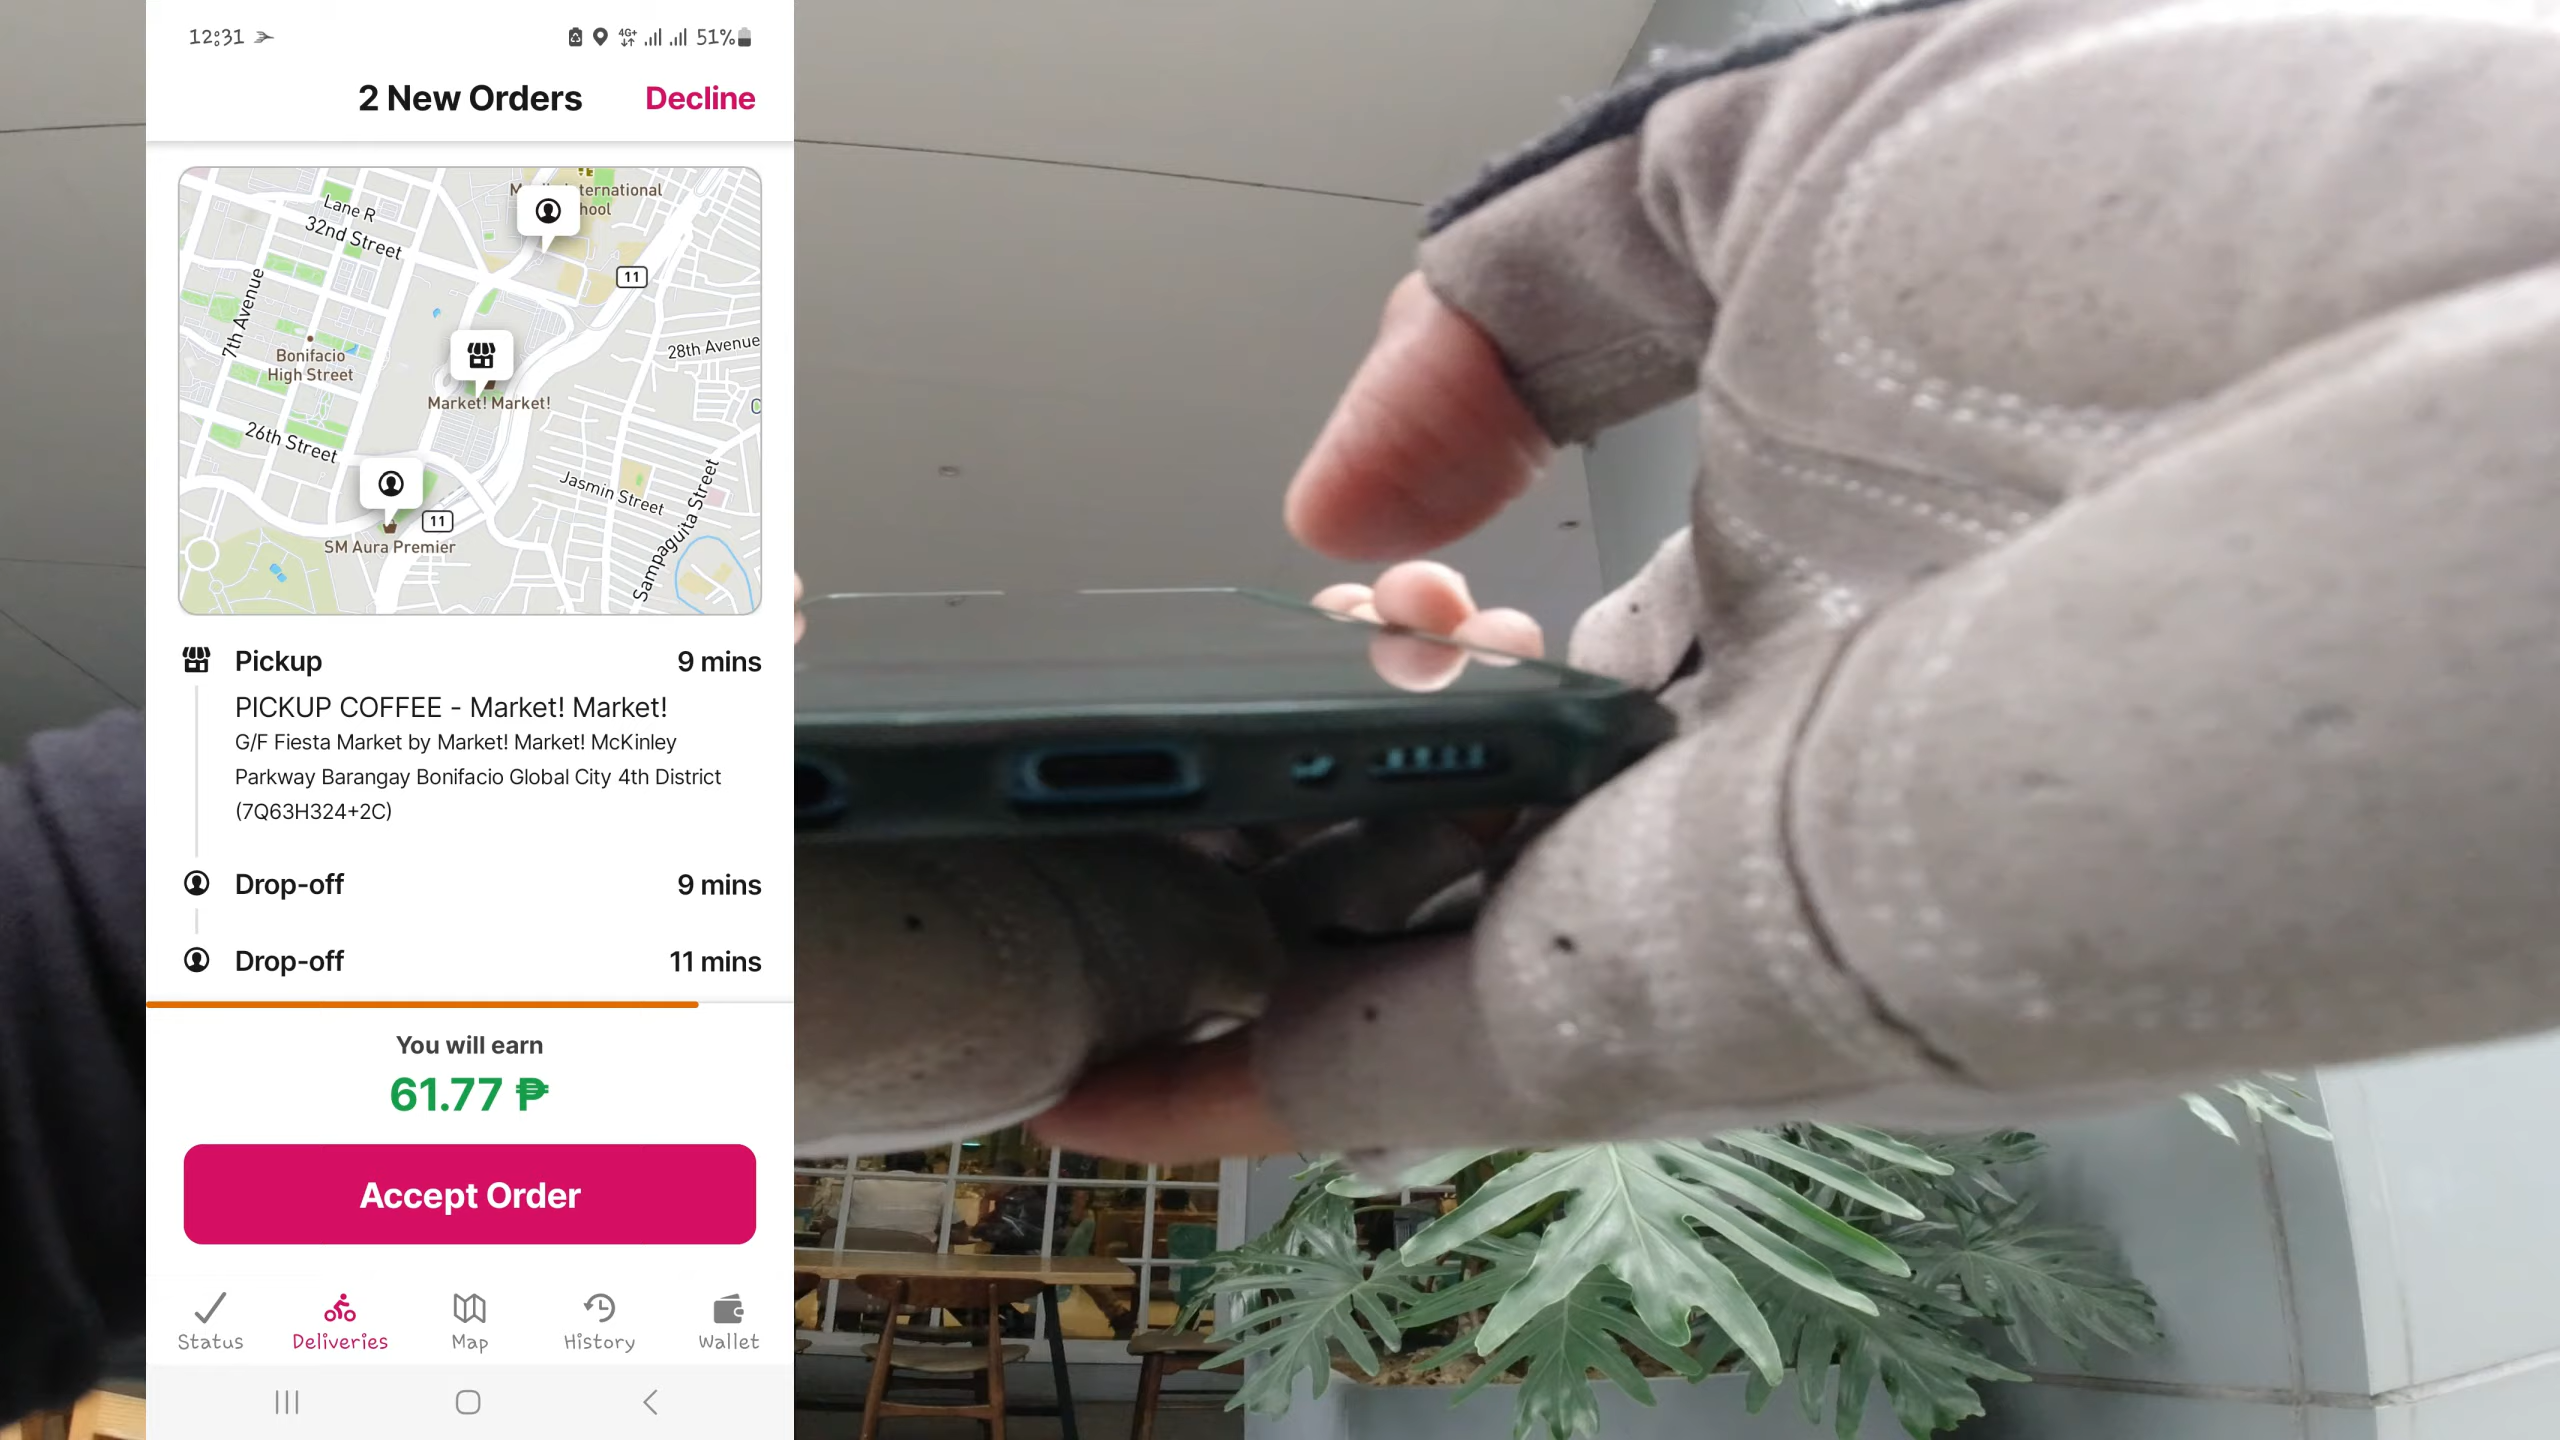 12:31
4G+
51%
2 New Orders
Decline
Lane R
32nd Street
ternational
hool
11
7th Avenue
28th Avenue
Bonifacio
High Street
Market! Market!
26th Street
Jasmin Street
11
SM Aura Premier
Sampaguita Street
Pickup
9 mins
PICKUP COFFEE - Market! Market!
G/F Fiesta Market by Market! Market! McKinley
Parkway Barangay Bonifacio Global City 4th District
(7Q63H324+2C)
Drop-off
9 mins
Drop-off
11 mins
You will earn
61.77 ₱
Accept Order
Status
Deliveries
Map
History
Wallet